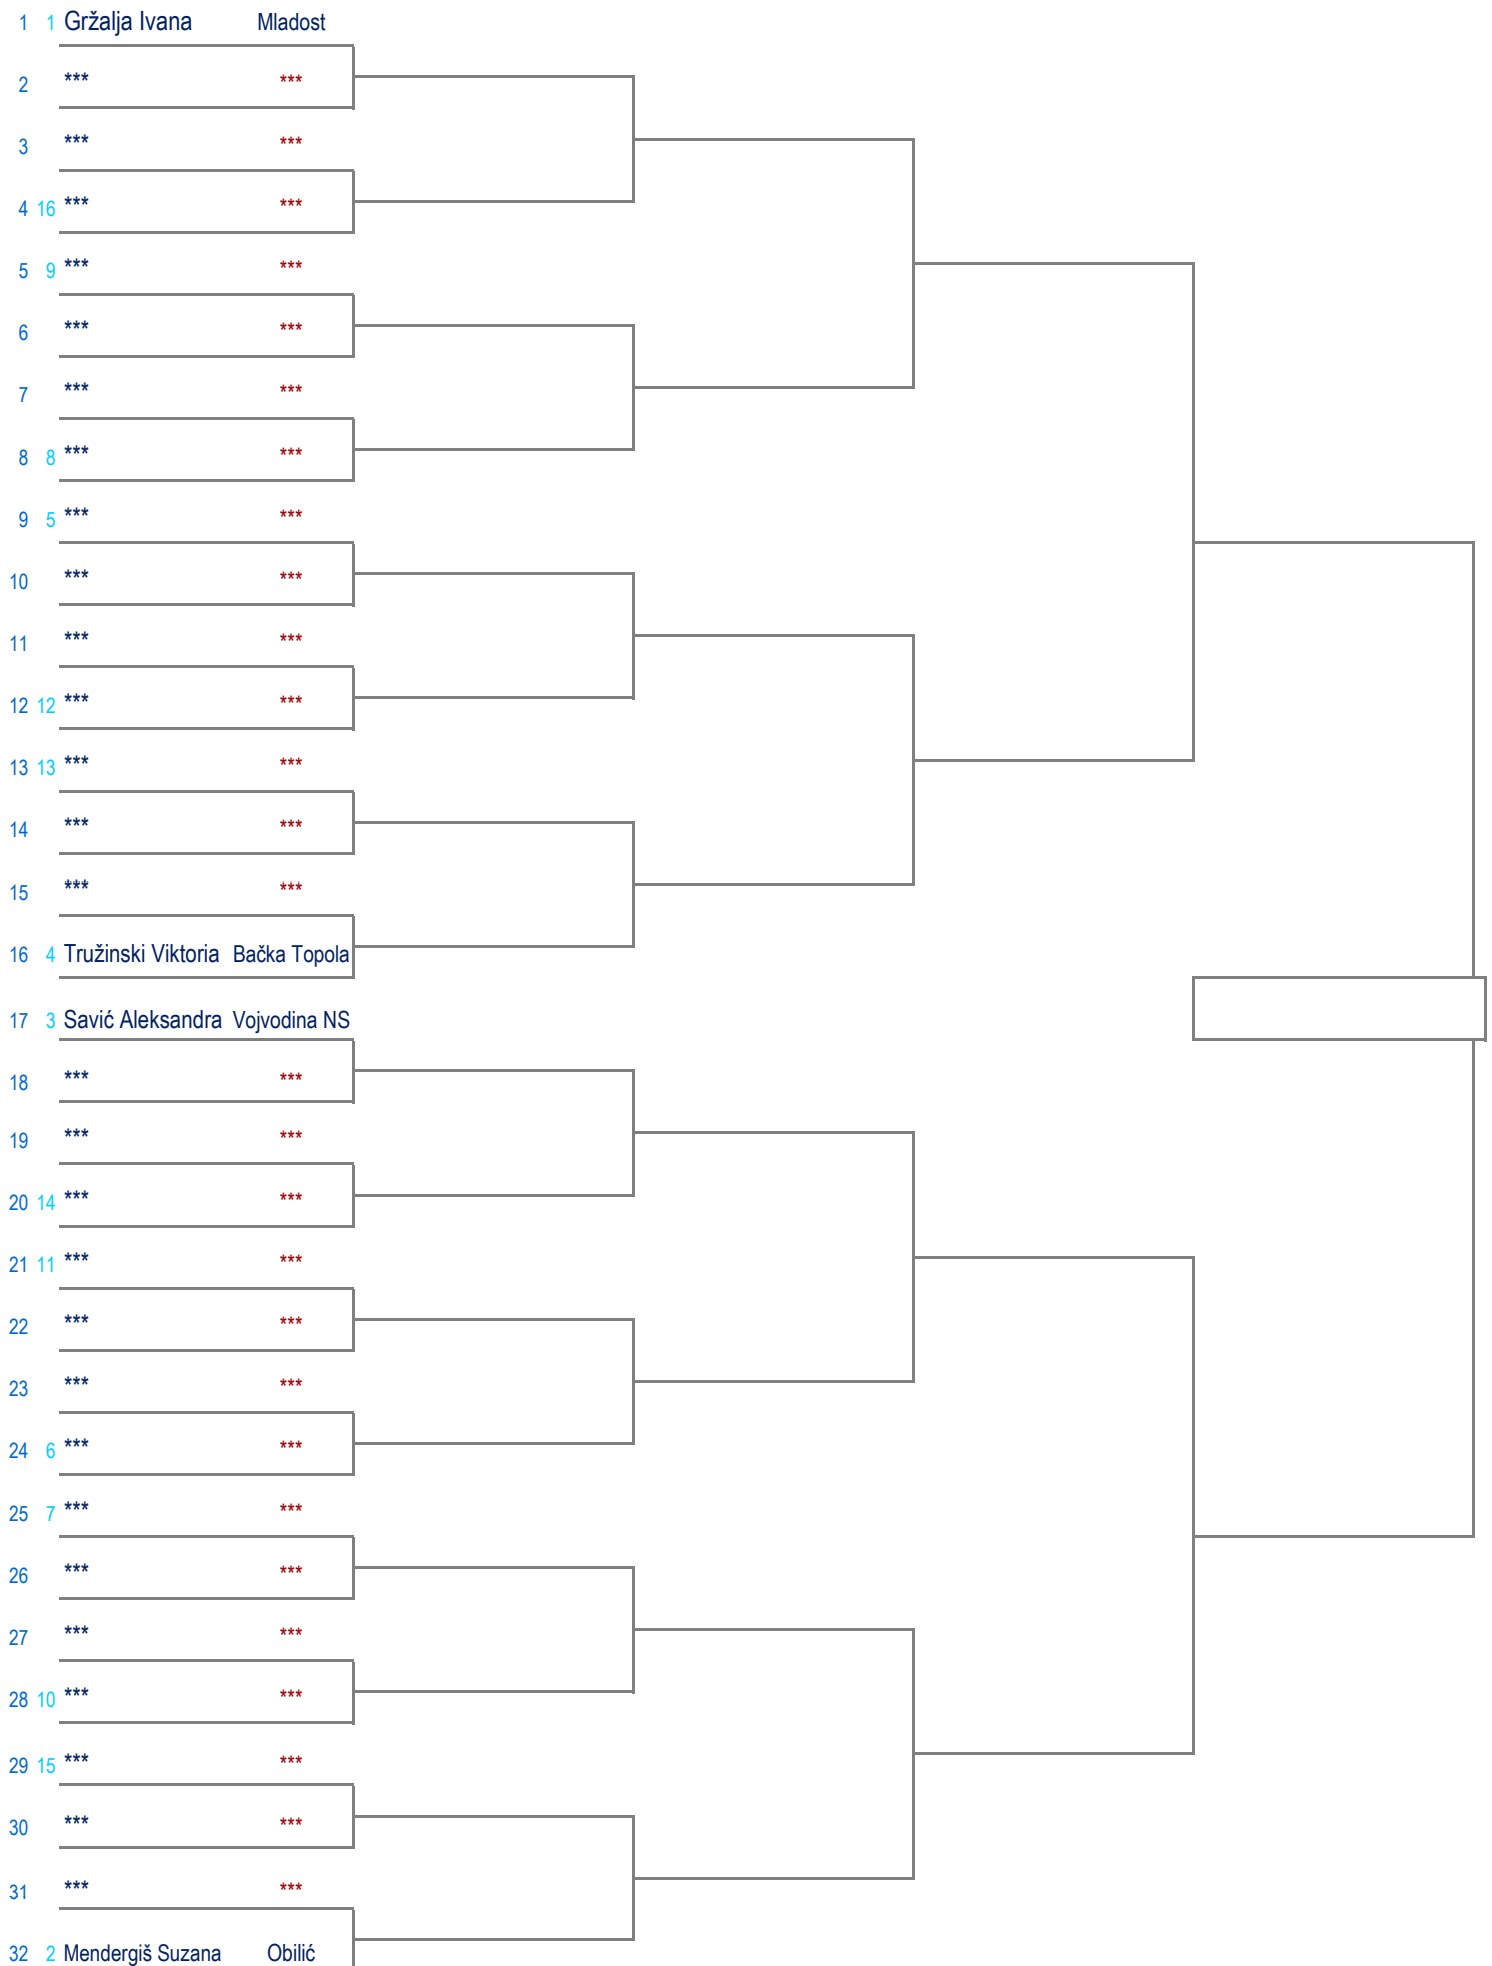 1 1 Gržalja Ivana Mladost
2 *** ***
3 *** ***
4 16 *** ***
5 9 *** ***
6 *** ***
7 *** ***
8 8 *** ***
9 5 *** ***
10 *** ***
11 *** ***
12 12 *** ***
13 13 *** ***
14 *** ***
15 *** ***
16 4 Tružinski Viktoria Bačka Topola
17 3 Savić Aleksandra Vojvodina NS
18 *** ***
19 *** ***
20 14 *** ***
21 11 *** ***
22 *** ***
23 *** ***
24 6 *** ***
25 7 *** ***
26 *** ***
27 *** ***
28 10 *** ***
29 15 *** ***
30 *** ***
31 *** ***
32 2 Mendergiš Suzana Obilić